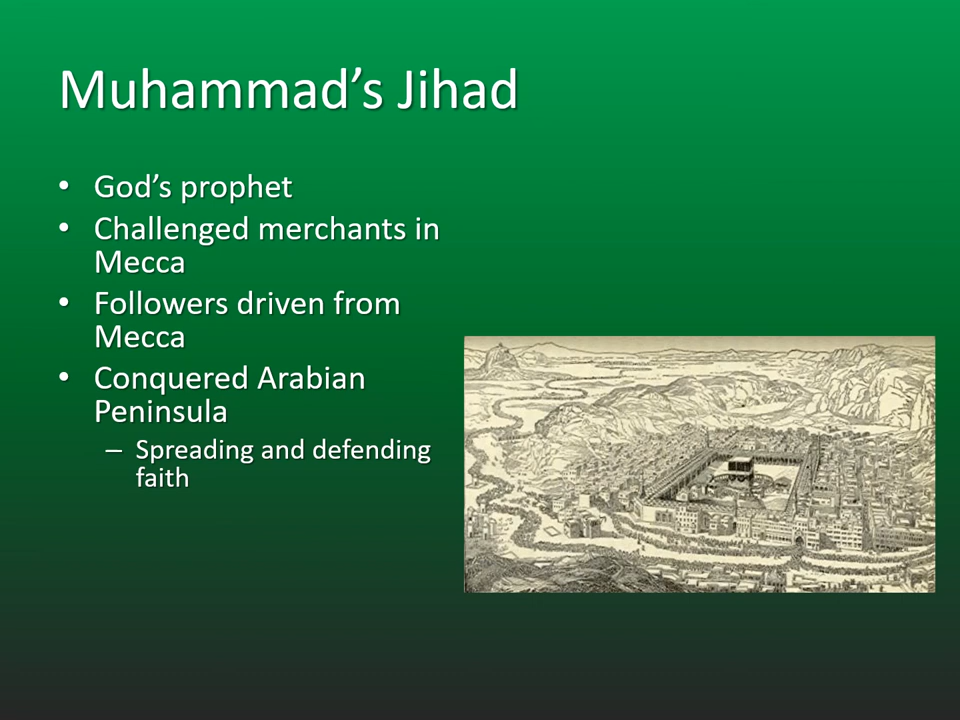 Muhammad’s Jihad
• God’s prophet
• Challenged merchants in
Mecca
• Followers driven from
Mecca
• Conquered Arabian
Peninsula
– Spreading and defending
faith